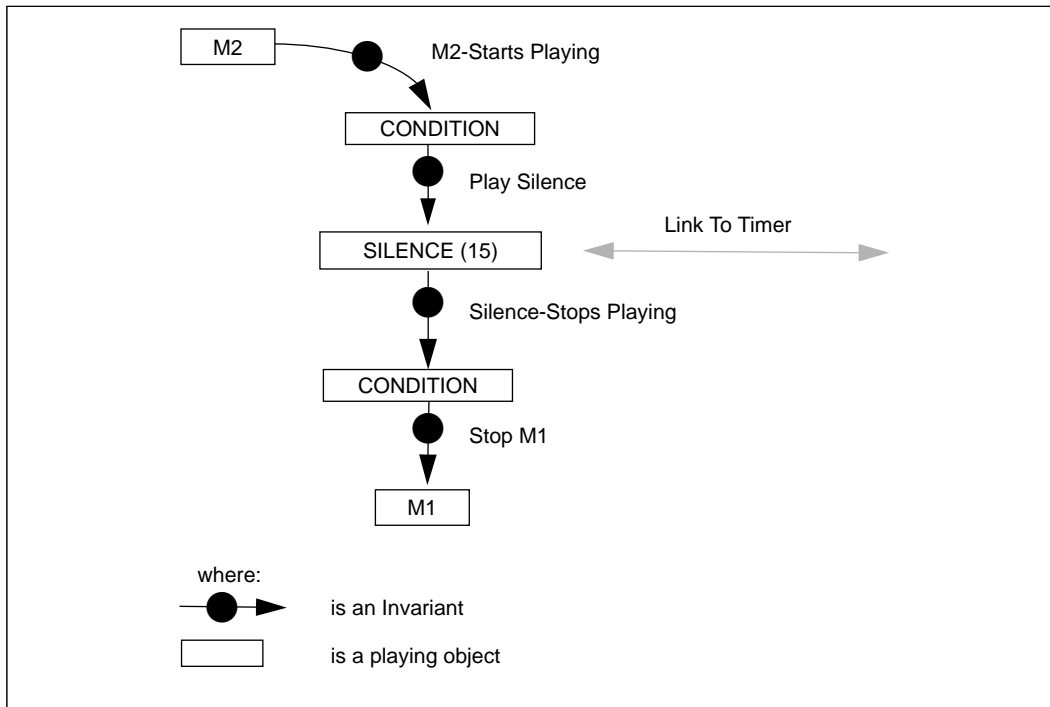 M2
M2-Starts Playing
CONDITION
Play Silence
Link To Timer
SILENCE (15)
Silence-Stops Playing
CONDITION
Stop M1
M1
where:
is an Invariant
is a playing object